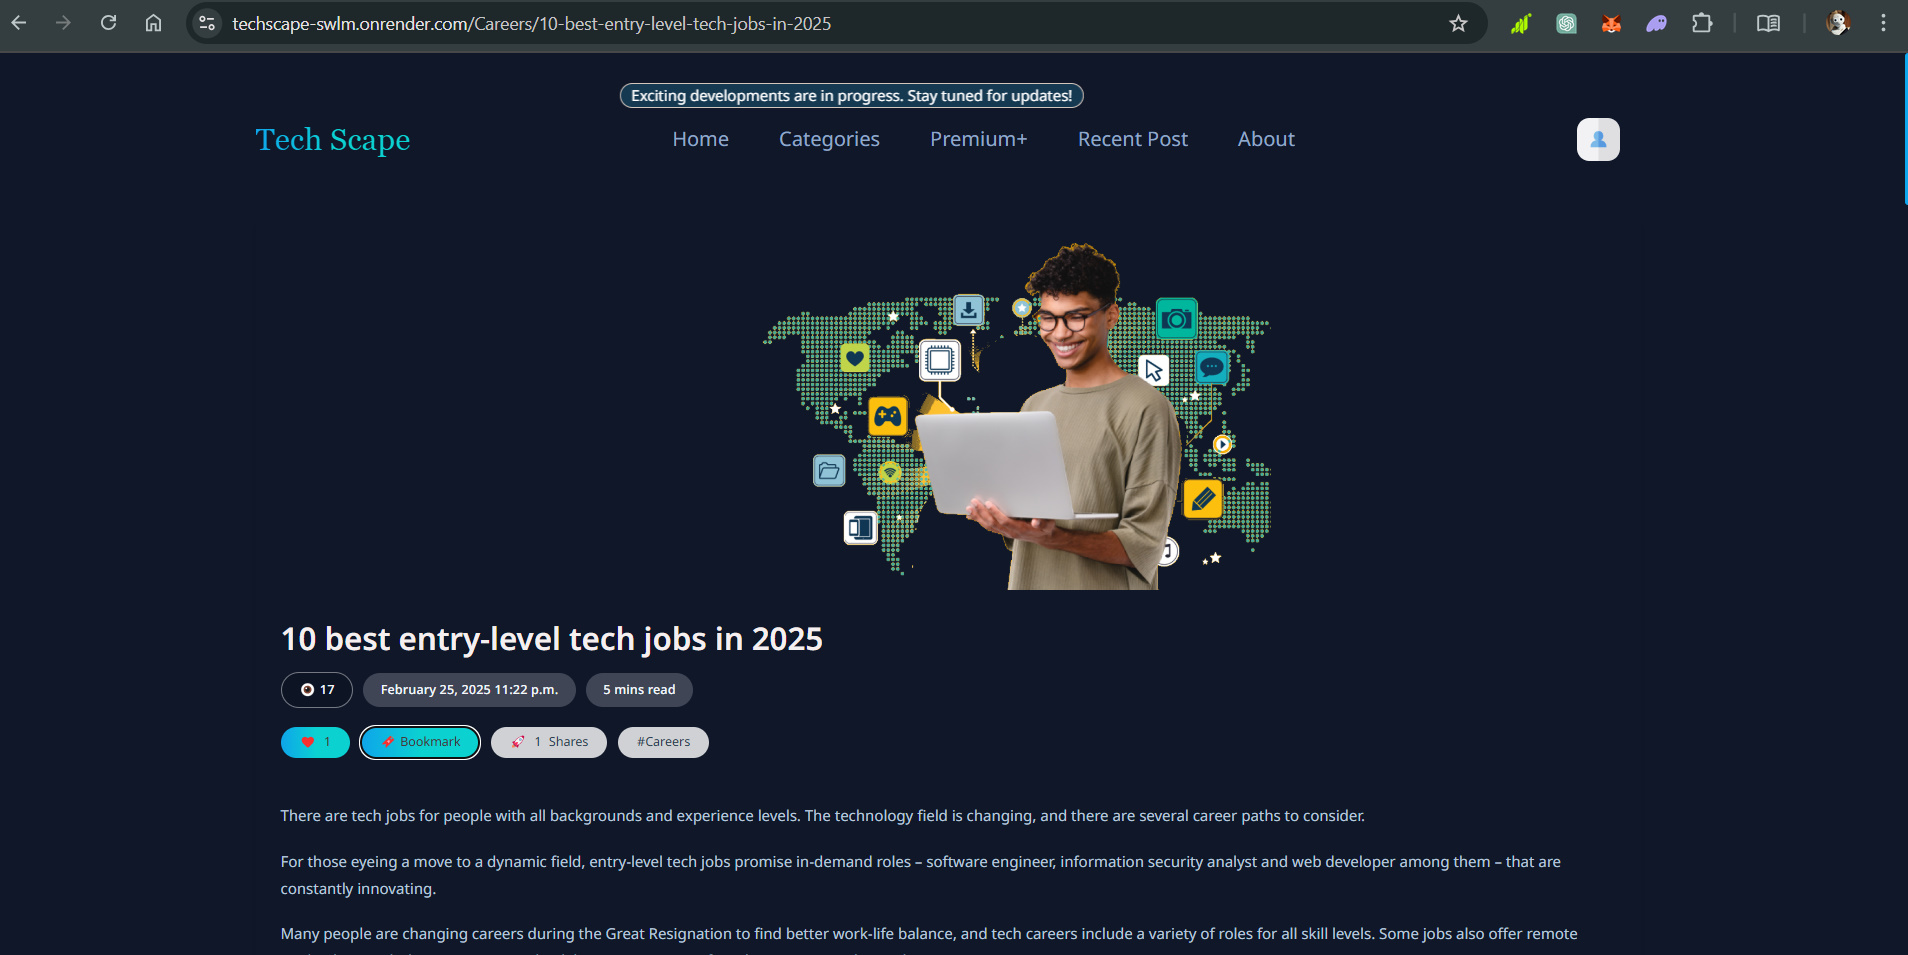 techscape-swlm.onrender.com/Careers/10-best-entry-level-tech-jobs-in-2025
Exciting developments are in progress. Stay tuned for updates!
Tech Scape
Home
Categories
Premium+
Recent Post
About
10 best entry-level tech jobs in 2025
17
February 25, 2025 11:22 p.m.
5 mins read
1
Bookmark
1 Shares
#Careers
There are tech jobs for people with all backgrounds and experience levels. The technology field is changing, and there are several career paths to consider.
For those eyeing a move to a dynamic field, entry-level tech jobs promise in-demand roles – software engineer, information security analyst and web developer among them – that are
constantly innovating.
Many people are changing careers during the Great Resignation to find better work-life balance, and tech careers include a variety of roles for all skill levels. Some jobs also offer remote